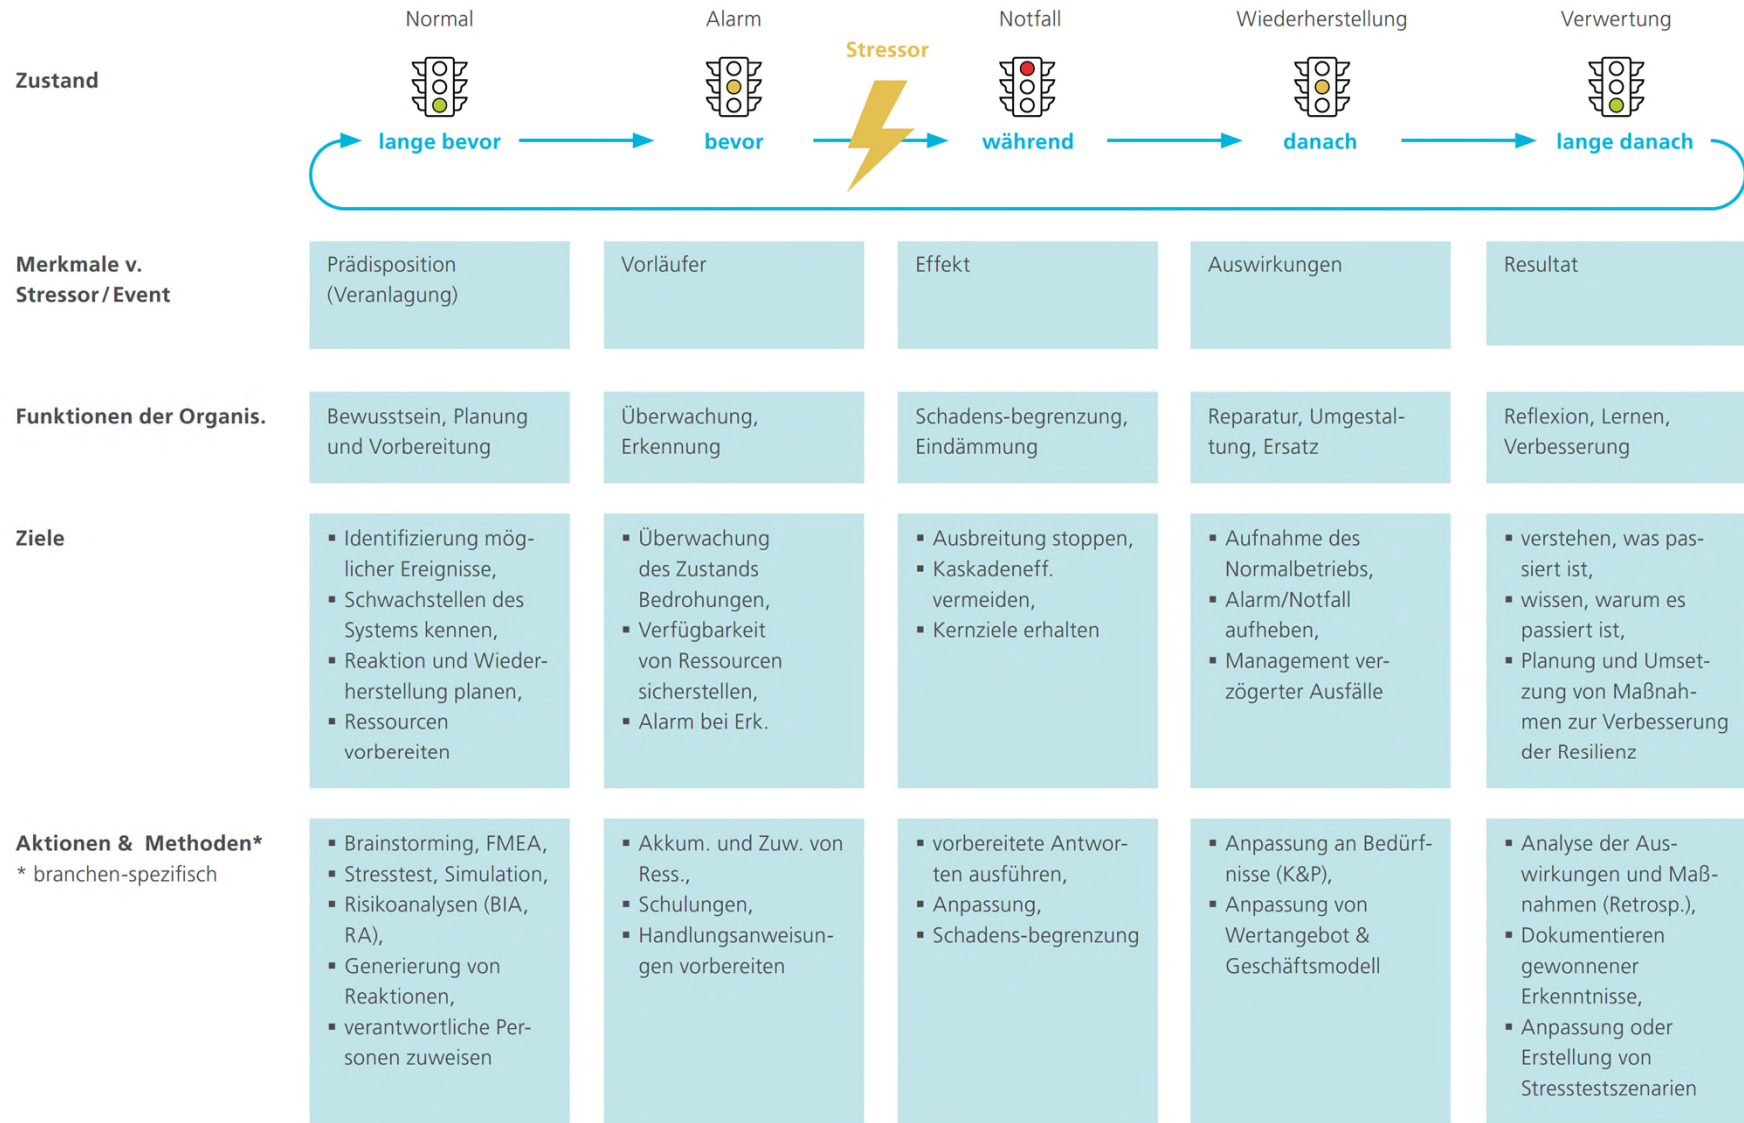 Normal
Alarm
Notfall
Wiederherstellung
Verwertung
Stressor
Zustand
lange bevor
bevor
während
danach
lange danach
Merkmale v.
Stressor/Event
Prädisposition
(Veranlagung)
Vorläufer
Effekt
Auswirkungen
Resultat
Funktionen der Organis.
Bewusstsein, Planung
und Vorbereitung
Überwachung,
Erkennung
Schadens-begrenzung,
Eindämmung
Reparatur, Umgestal-
tung, Ersatz
Reflexion, Lernen,
Verbesserung
Ziele
▪ Identifizierung mög-
licher Ereignisse,
▪ Schwachstellen des
Systems kennen,
▪ Reaktion und Wieder-
herstellung planen,
▪ Ressourcen
vorbereiten
▪ Überwachung
des Zustands
Bedrohungen,
▪ Verfügbarkeit
von Ressourcen
sicherstellen,
▪ Alarm bei Erk.
▪ Ausbreitung stoppen,
▪ Kaskadeneff.
vermeiden,
▪ Kernziele erhalten
▪ Aufnahme des
Normalbetriebs,
▪ Alarm/Notfall
aufheben,
▪ Management ver-
zögerter Ausfälle
▪ verstehen, was pas-
siert ist,
▪ wissen, warum es
passiert ist,
▪ Planung und Umset-
zung von Maßnah-
men zur Verbesserung
der Resilienz
Aktionen & Methoden*
* branchen-spezifisch
▪ Brainstorming, FMEA,
▪ Stresstest, Simulation,
▪ Risikoanalysen (BIA,
RA),
▪ Generierung von
Reaktionen,
▪ verantwortliche Per-
sonen zuweisen
▪ Akkum. und Zuw. von
Ress.,
▪ Schulungen,
▪ Handlungsanweisun-
gen vorbereiten
▪ vorbereitete Antwor-
ten ausführen,
▪ Anpassung,
▪ Schadens-begrenzung
▪ Anpassung an Bedürf-
nisse (K&P),
▪ Anpassung von
Wertangebot &
Geschäftsmodell
▪ Analyse der Aus-
wirkungen und Maß-
nahmen (Retrosp.),
▪ Dokumentieren
gewonnener
Erkenntnisse,
▪ Anpassung oder
Erstellung von
Stresstestszenarien